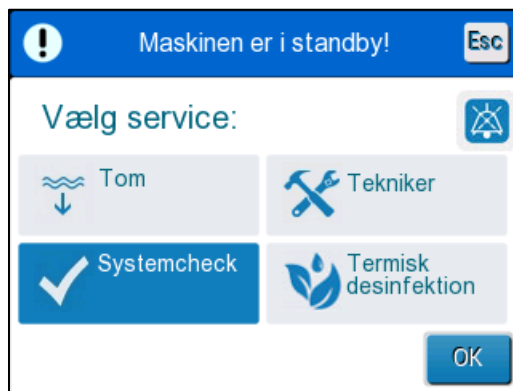 Maskinen er i standby!
Esc
Vælg service:
Tom
Tekniker
Systemcheck
Termisk
desinfektion
OK